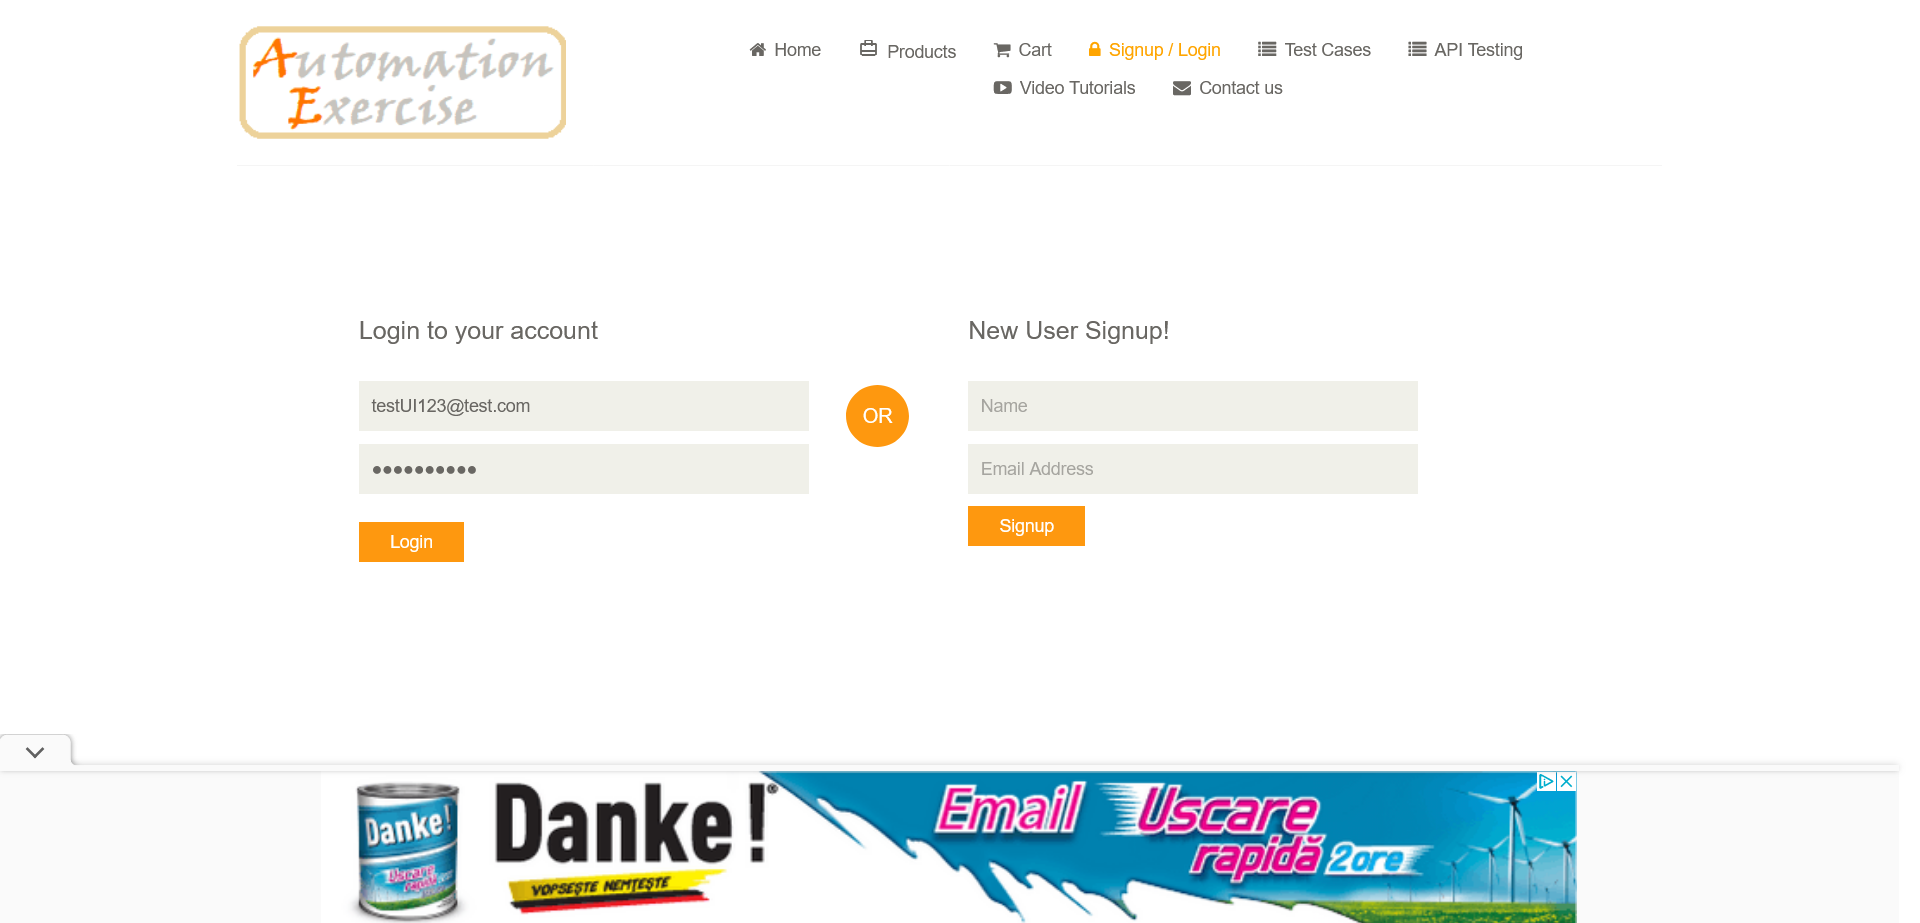 Automation
Exercise
Home
Products
Cart
Signup / Login
Test Cases
API Testing
Video Tutorials
Contact us
Login to your account
New User Signup!
testUI123@test.com
OR
Name
••••••••••
Email Address
Login
Signup
Danke!
Uscare
rapidă
Danke!®
VOPSEȘTE NEMȚEȘTE
Email Uscare
rapidă 2ore